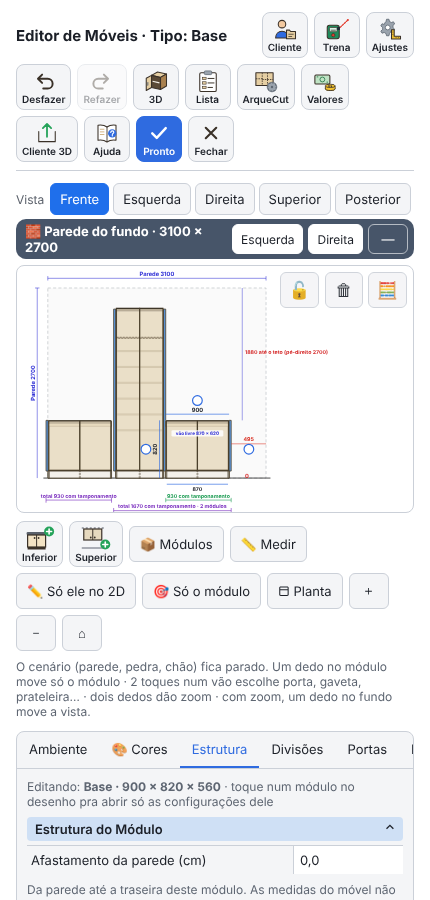 Editor de Móveis · Tipo: Base
Cliente
Trena
Ajustes
Desfazer
Refazer
3D
Lista
ArqueCut
Valores
Cliente 3D
Ajuda
Pronto
Fechar
Vista
Frente
Esquerda
Direita
Superior
Posterior
Parede do fundo · 3100 ×
2700
Esquerda
Direita
—
Parede 3100
Parede 2700
1880 até o teto (pé-direito 2700)
900
vão livre 870 × 620
820
495
0
870
total 930 com tamponamento
930 com tamponamento
total 1670 com tamponamento · 2 módulos
Inferior
Superior
Módulos
Medir
Só ele no 2D
Só o módulo
Planta
+
−
⌂
O cenário (parede, pedra, chão) fica parado. Um dedo no módulo
move só o módulo · 2 toques num vão escolhe porta, gaveta,
prateleira... · dois dedos dão zoom · com zoom, um dedo no fundo
move a vista.
Ambiente
Cores
Estrutura
Divisões
Portas
Editando: Base · 900 × 820 × 560 · toque num módulo no
desenho pra abrir só as configurações dele
Estrutura do Módulo
Afastamento da parede (cm)
0,0
Da parede até a traseira deste módulo. As medidas do móvel não